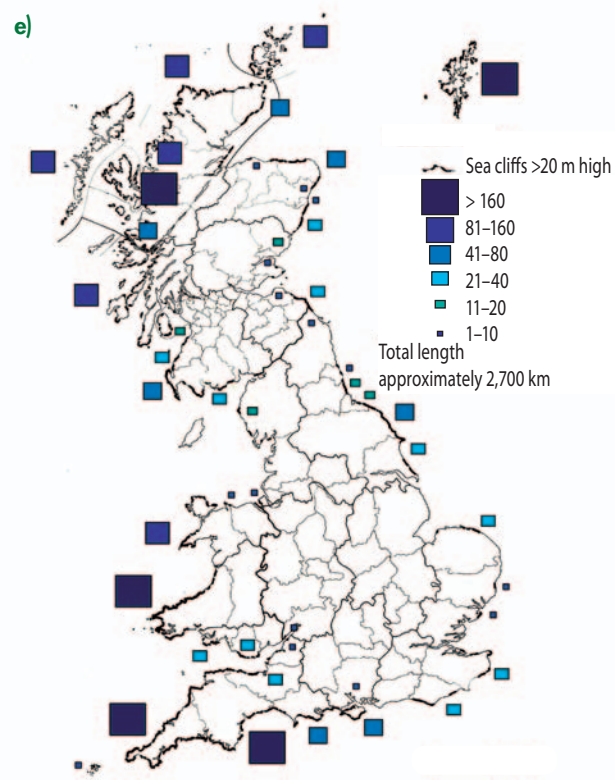 e)
Sea cliffs >20 m high
> 160
81–160
41–80
21–40
11–20
1–10
Total length
approximately 2,700 km